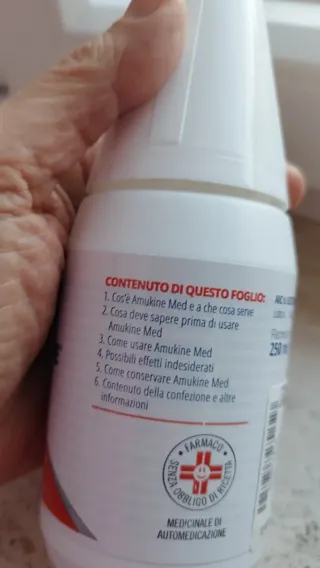 CONTENUTO DI QUESTO FOGLIO:
1. Cos'è Amukine Med e a che cosa serve
2. Cosa deve sapere prima di usare
Amukine Med
3. Come usare Amukine Med
4. Possibili effetti indesiderati
5. Come conservare Amukine Med
6. Contenuto della confezione e altre
informazioni
FARMACO
SENZA OBBLIGO DI RICETTA
MEDICINALE DI
AUTOMEDICAZIONE
250 m